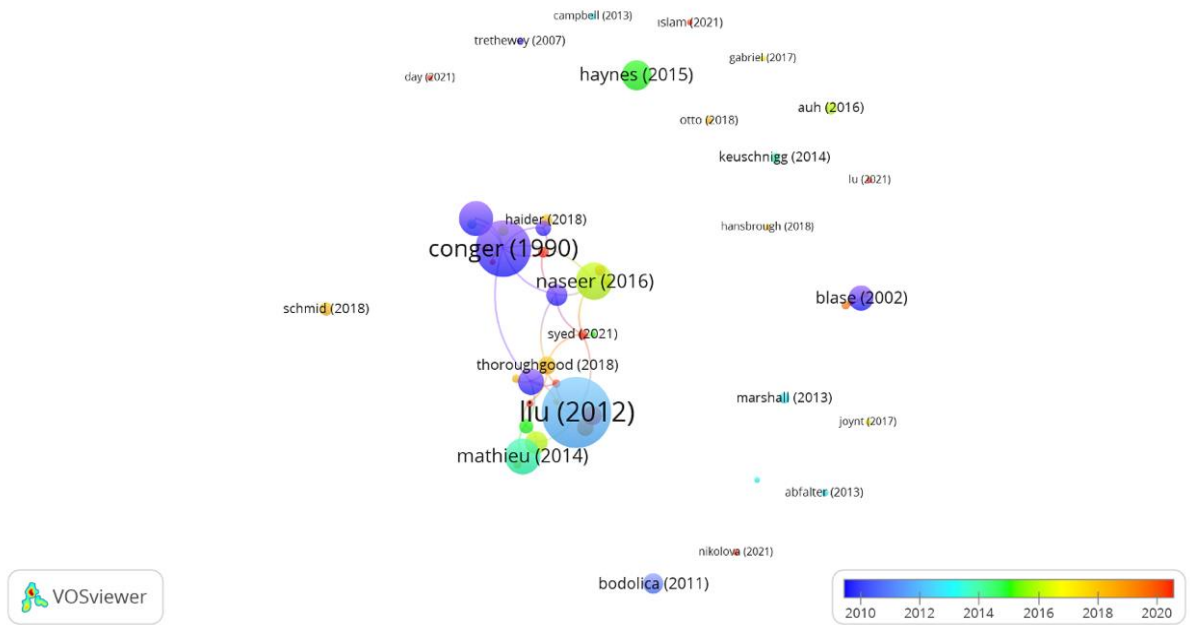 campbell (2013)
islam (2021)
trethewey (2007)
gabriel (2017)
haynes (2015)
day (2021)
auh (2016)
otto (2018)
keuschnigg (2014)
lu (2021)
haider (2018)
hansbrough (2018)
conger (1990)
naseer (2016)
blase (2002)
schmid (2018)
syed (2021)
thoroughgood (2018)
marshall (2013)
liu (2012)
joynt (2017)
mathieu (2014)
abfalter (2013)
nikolova (2021)
bodolica (2011)
VOSviewer
2010 2012 2014 2016 2018 2020